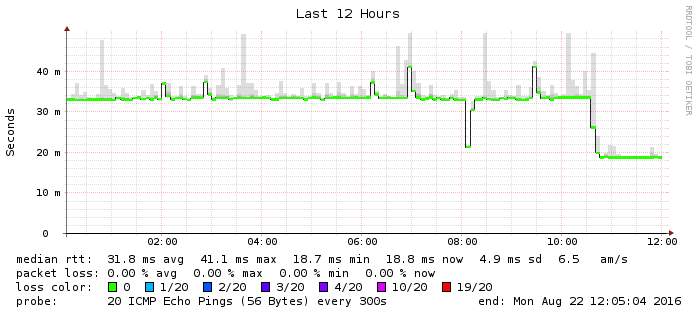 Last 12 Hours
RRDTOOL / TOBI OETIKER
Seconds
40 m
30 m
20 m
10 m
0
02:00 04:00 06:00 08:00 10:00 12:00
median rtt: 31.8 ms avg 41.1 ms max 18.7 ms min 18.8 ms now 4.9 ms sd 6.5 am/s
packet loss: 0.00 % avg 0.00 % max 0.00 % min 0.00 % now
loss color: 0 1/20 2/20 3/20 4/20 10/20 19/20
probe: 20 ICMP Echo Pings (56 Bytes) every 300s end: Mon Aug 22 12:05:04 2016